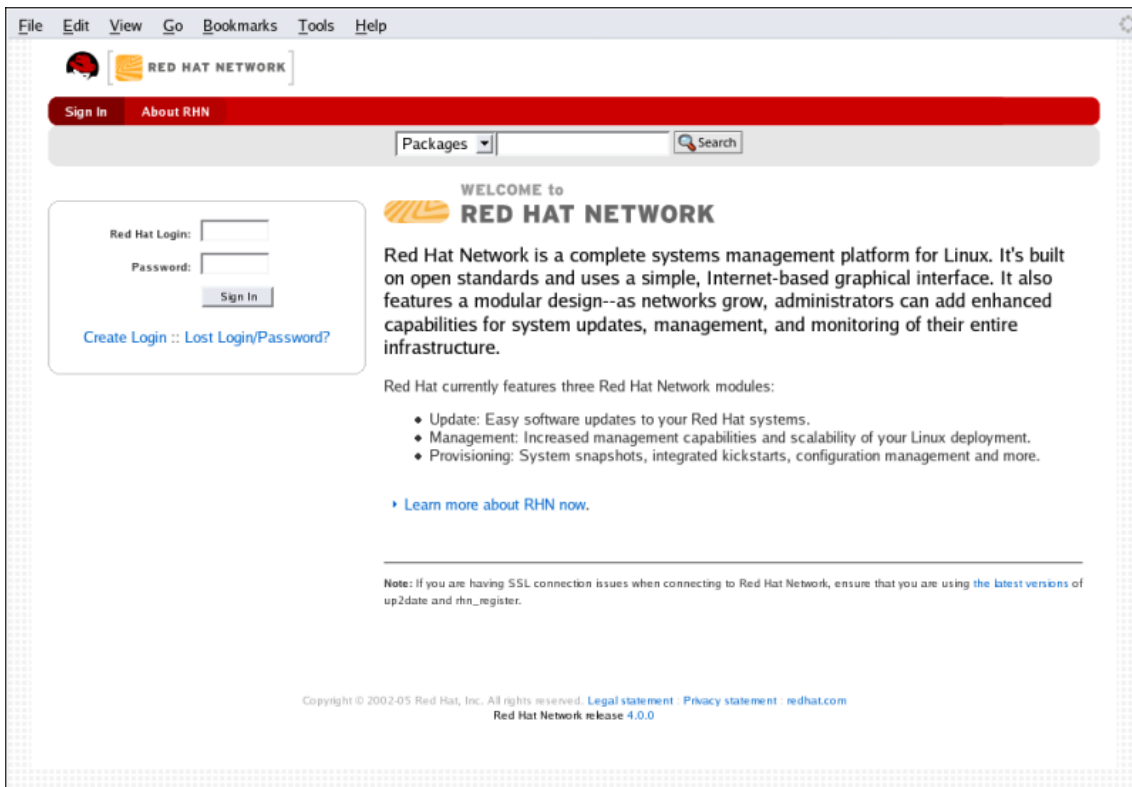 File Edit View Go Bookmarks Tools Help
RED HAT NETWORK
Sign In About RHN
Packages Search
WELCOME to
RED HAT NETWORK
Red Hat Login:
Password:
Sign In
Create Login :: Lost Login/Password?
Red Hat Network is a complete systems management platform for Linux. It's built
on open standards and uses a simple, Internet-based graphical interface. It also
features a modular design--as networks grow, administrators can add enhanced
capabilities for system updates, management, and monitoring of their entire
infrastructure.
Red Hat currently features three Red Hat Network modules:
◆ Update: Easy software updates to your Red Hat systems.
◆ Management: Increased management capabilities and scalability of your Linux deployment.
◆ Provisioning: System snapshots, integrated kickstarts, configuration management and more.
Learn more about RHN now.
Note: If you are having SSL connection issues when connecting to Red Hat Network, ensure that you are using the latest versions of
up2date and rhn_register.
Copyright © 2002-05 Red Hat, Inc. All rights reserved. Legal statement : Privacy statement : redhat.com
Red Hat Network release 4.0.0